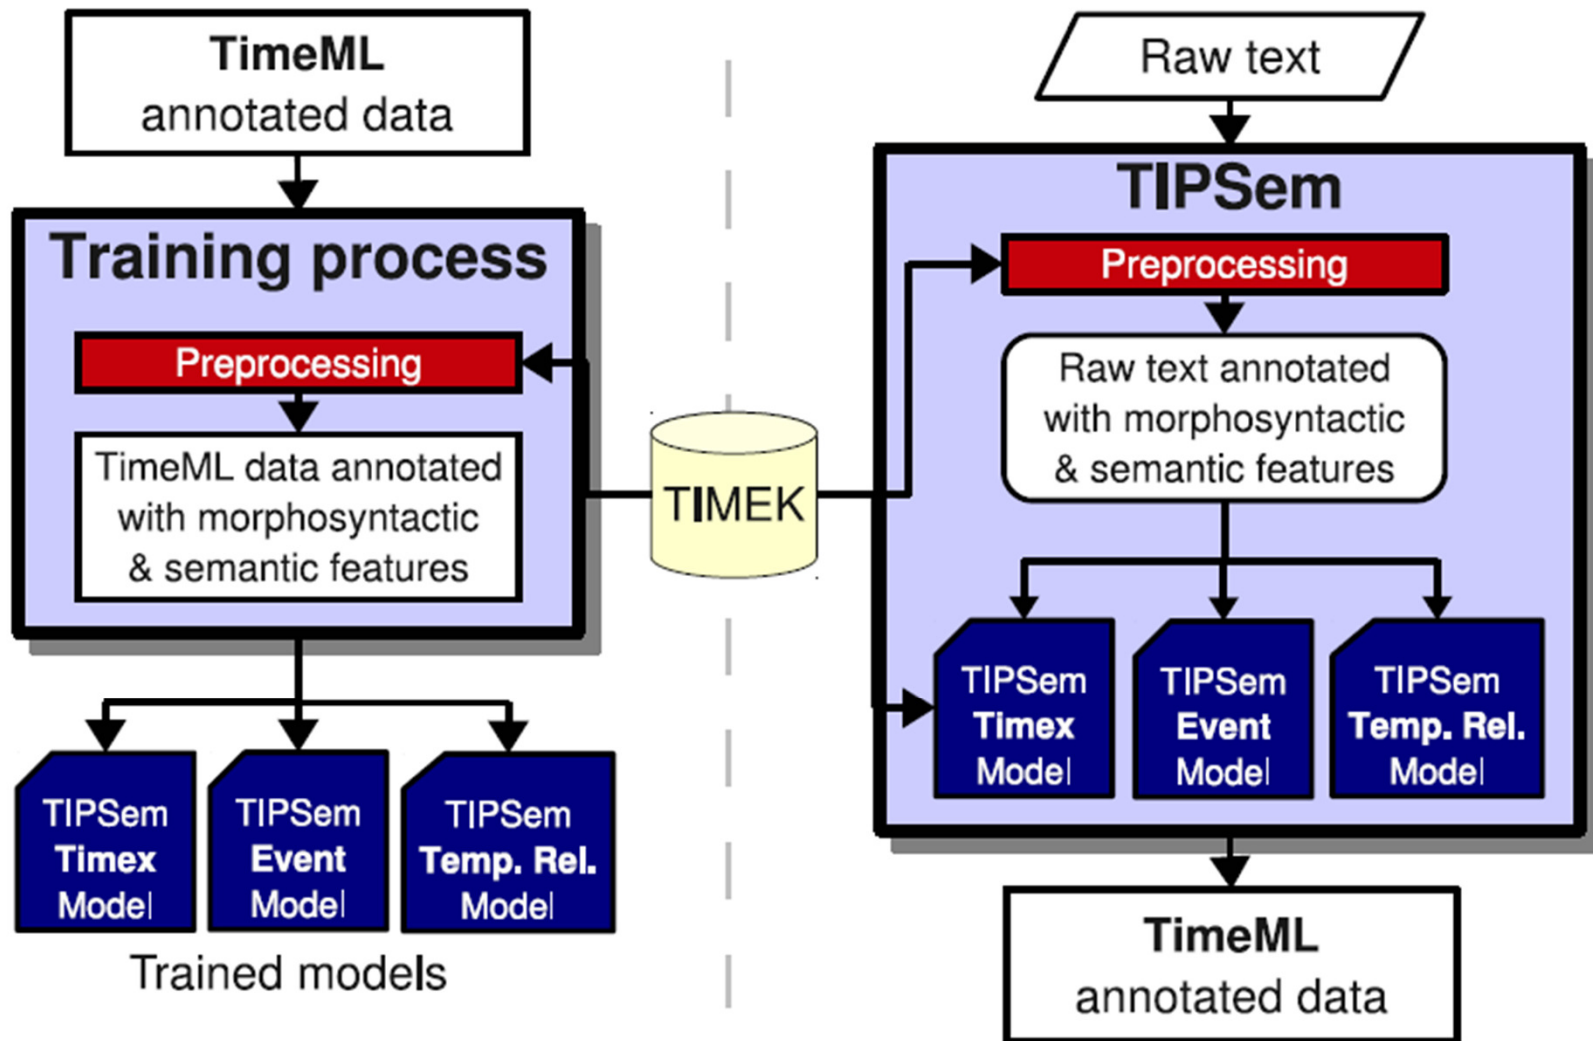 TimeML
annotated data
Training process
Preprocessing
TimeML data annotated
with morphosyntactic
& semantic features
TIPSem
Timex
Model
TIPSem
Event
Model
TIPSem
Temp. Rel.
Model
Trained models
TIMEK
Raw text
TIPSem
Preprocessing
Raw text annotated
with morphosyntactic
& semantic features
TIPSem
Timex
Model
TIPSem
Event
Model
TIPSem
Temp. Rel.
Model
TimeML
annotated data